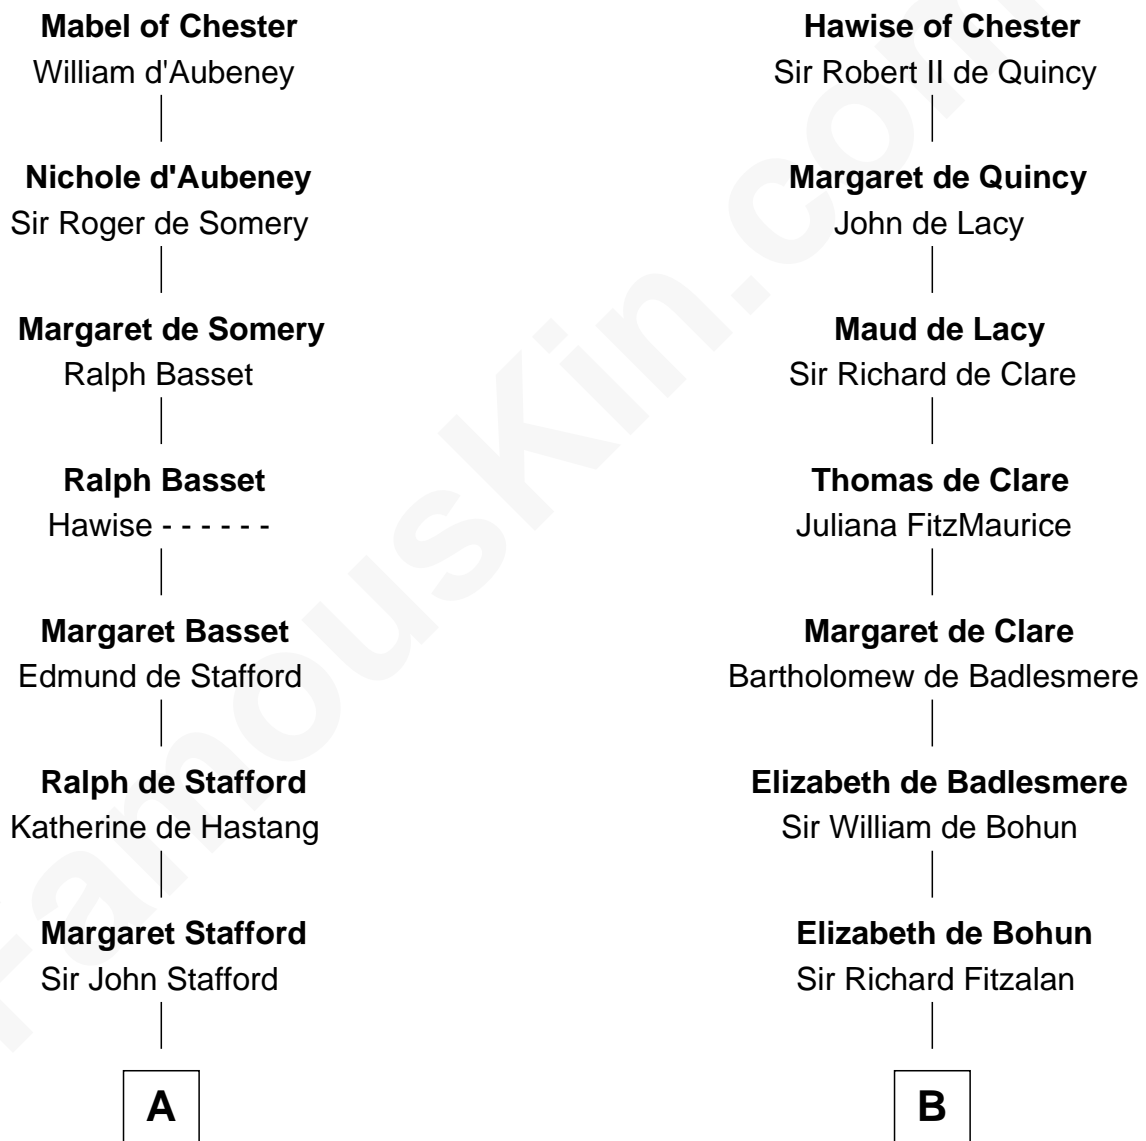 Mabel of Chester
William d'Aubeney
Nichole d'Aubeney
Sir Roger de Somery
Margaret de Somery
Ralph Basset
Ralph Basset
Hawise - - - - - -
Margaret Basset
Edmund de Stafford
Ralph de Stafford
Katherine de Hastang
Margaret Stafford
Sir John Stafford
A
Hawise of Chester
Sir Robert II de Quincy
Margaret de Quincy
John de Lacy
Maud de Lacy
Sir Richard de Clare
Thomas de Clare
Juliana FitzMaurice
Margaret de Clare
Bartholomew de Badlesmere
Elizabeth de Badlesmere
Sir William de Bohun
Elizabeth de Bohun
Sir Richard Fitzalan
B
FamousKin.com